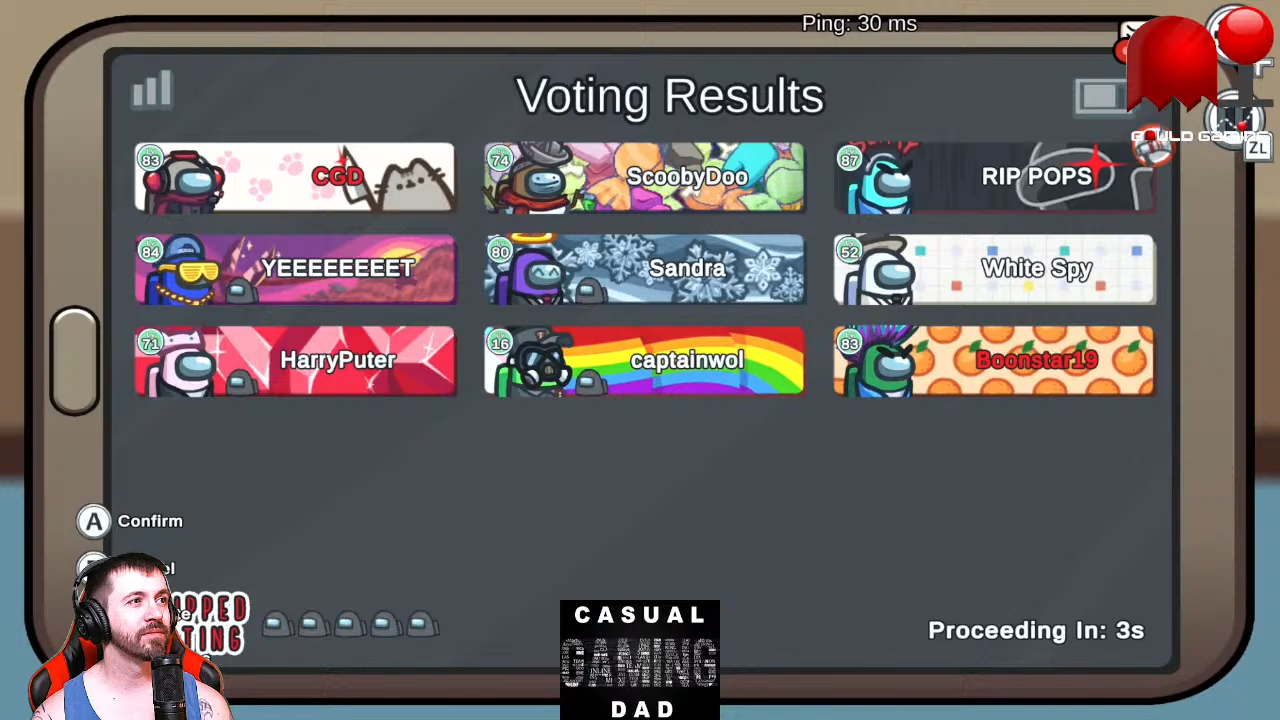 Ping: 30 ms
Voting Results
GOULD GAMING
ZL
83 CGD
74 ScoobyDoo
87 RIP POPS
84 YEEEEEEEET
80 Sandra
52 White Spy
71 HarryPuter
16 captainwol
83 Boonstar19
A Confirm
Proceeding In: 3s
CASUAL
DAD